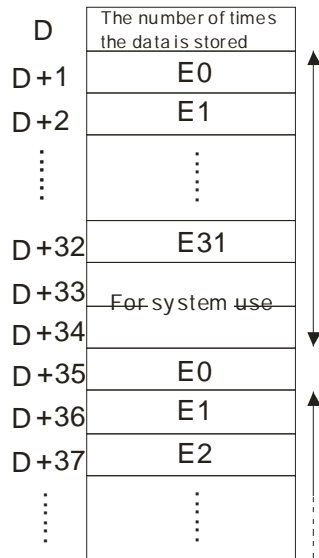 D
The number of times
the data is stored
D+1
E0
D+2
E1
D+32
E31
D+33
For system use
D+34
D+35
E0
D+36
E1
D+37
E2